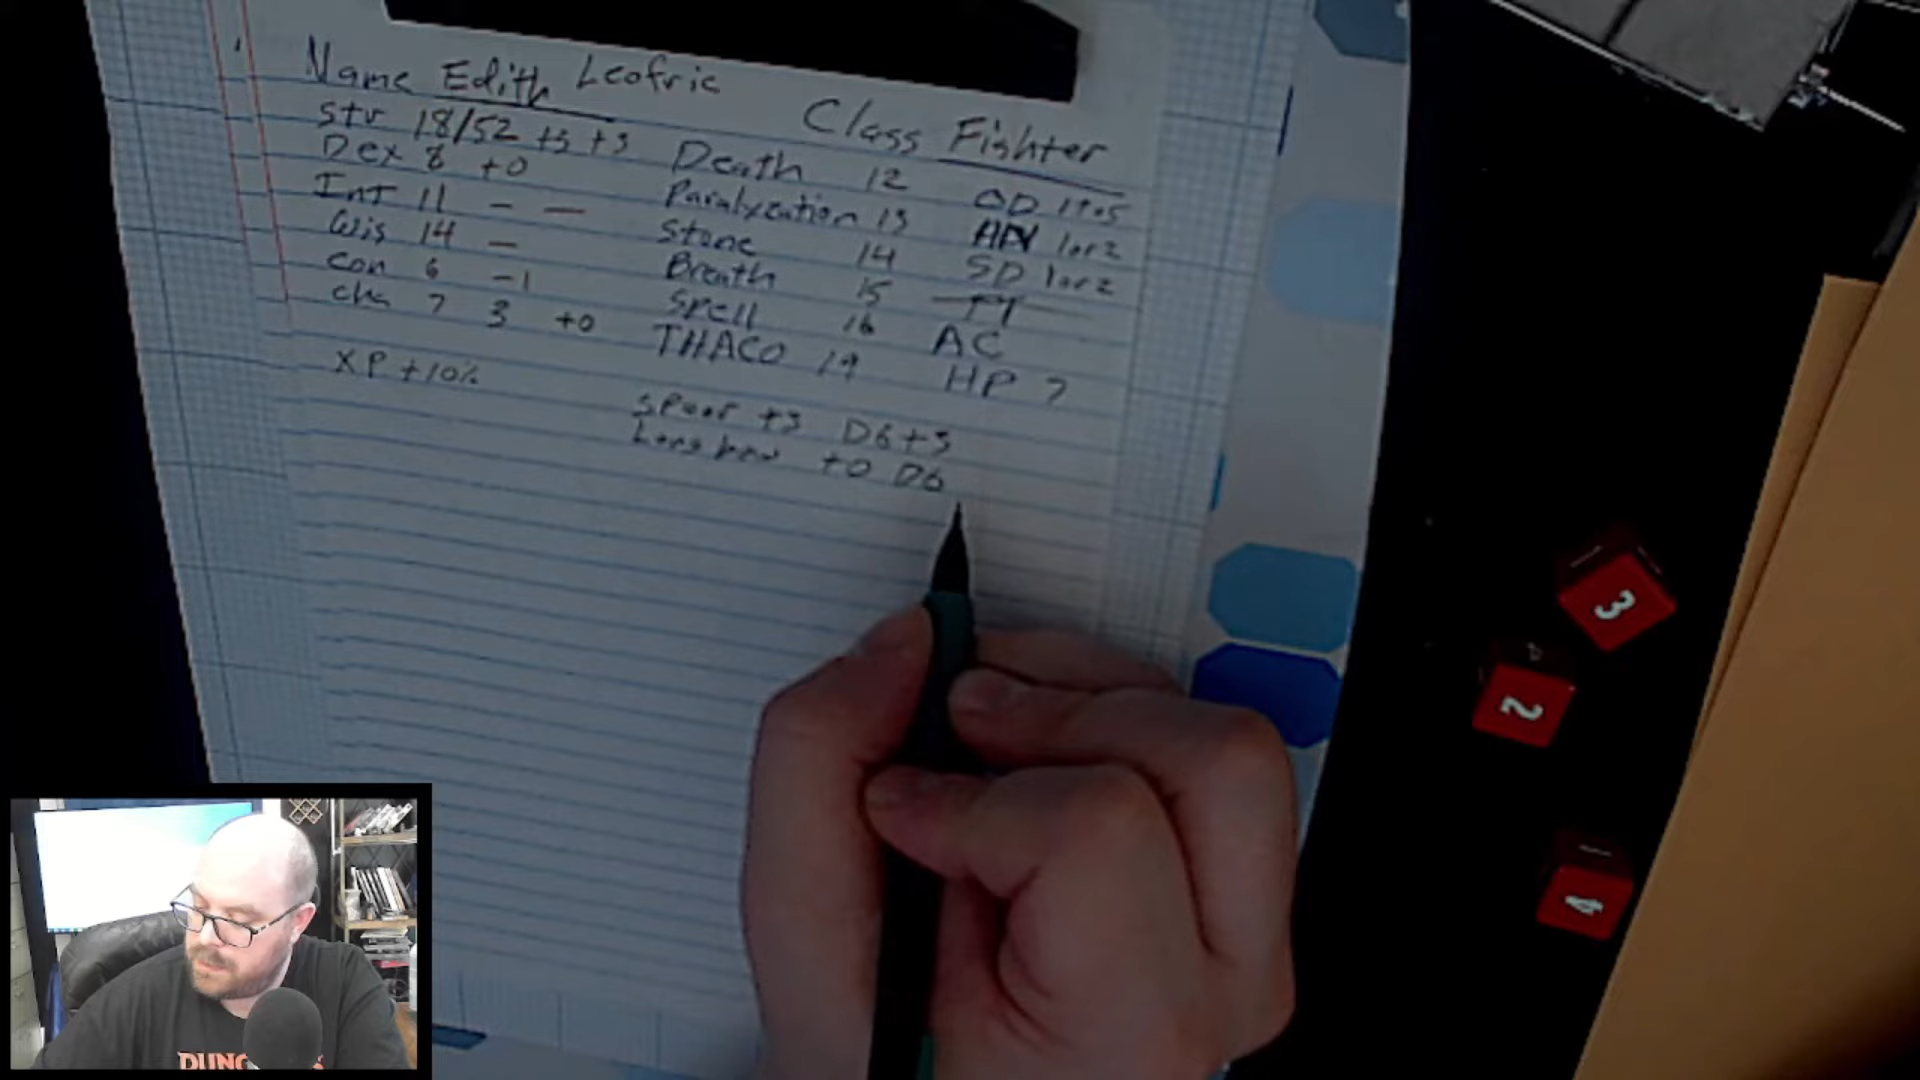 Name Edith Leofric
Class Fighter
Str 18/52 +3 +3
Dex 8 +0
Int 11 - -
Wis 14 -
Con 6 -1
Cha 7 3 +0
XP +10%
Death 12
Paralyzation 13
Stone 14
Breath 15
Spell 16
THACO 19
OD 1to5
HN 1or2
SD 1or2
AC
HP 7
Spear +3 D6+3
Longbow +0 D6
3
2
4
DUNG